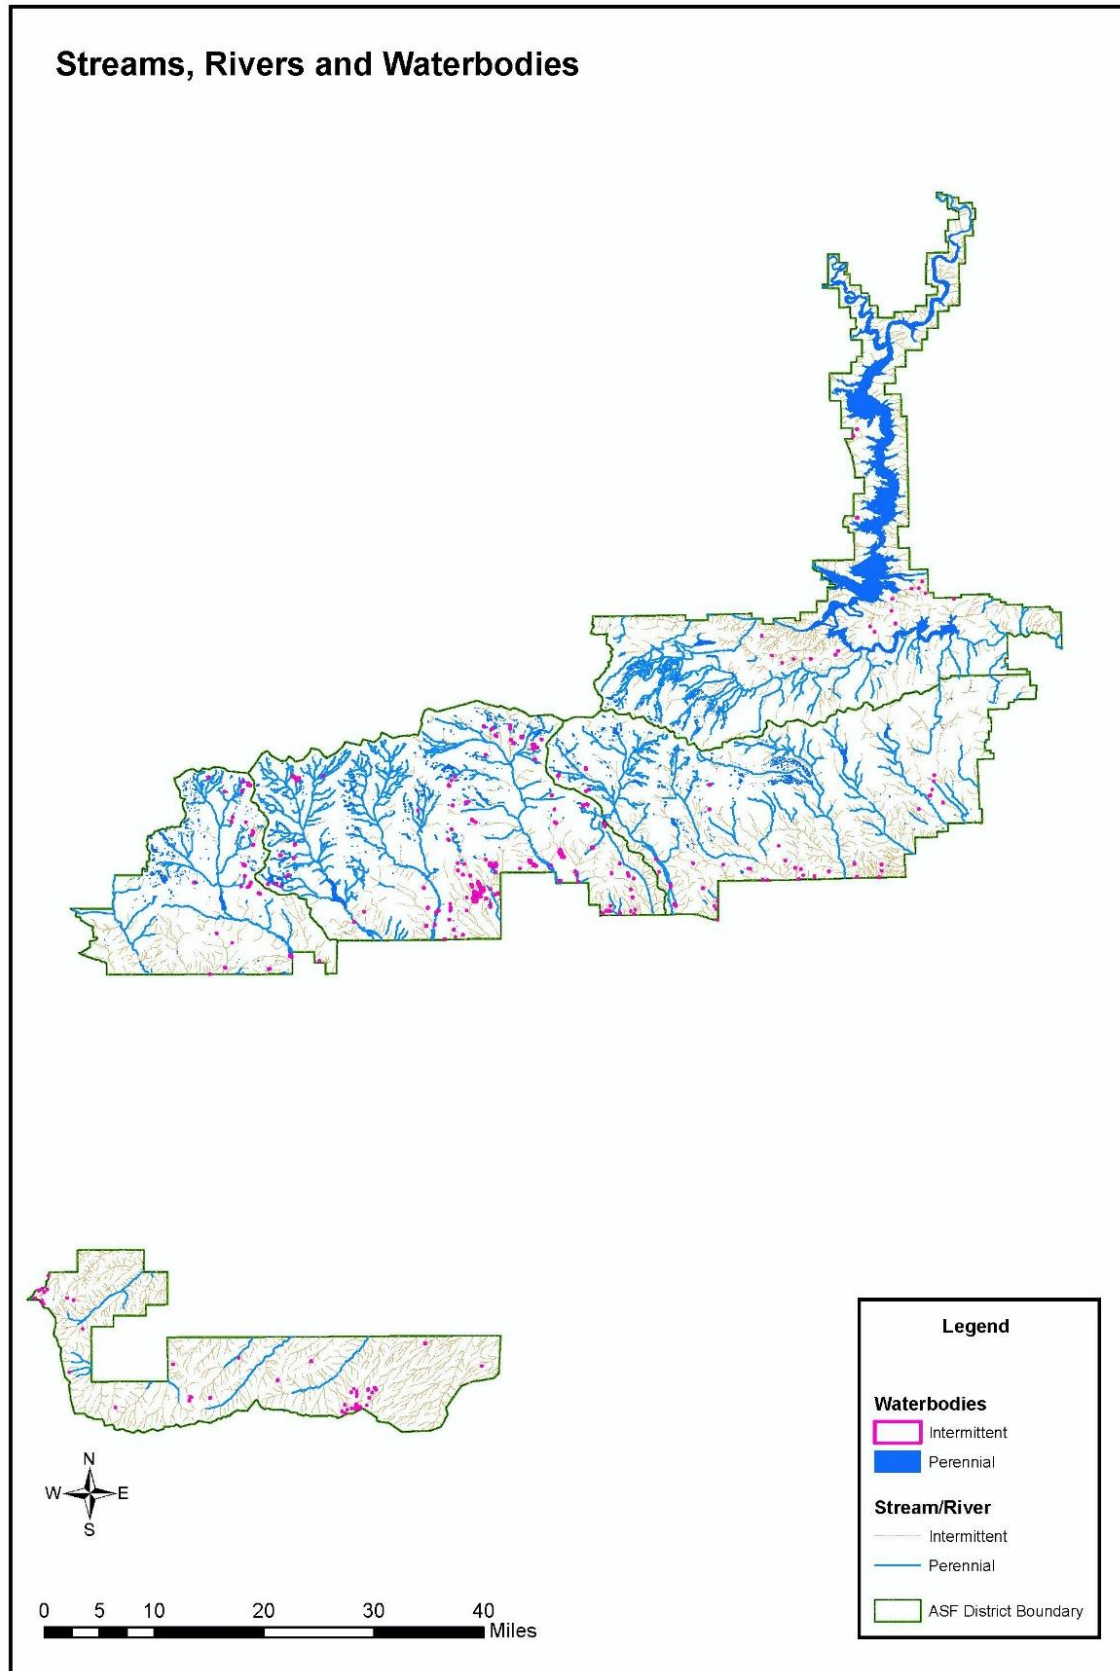 Streams, Rivers and Waterbodies
Legend
Waterbodies
Intermittent
Perennial
Stream/River
Intermittent
Perennial
ASF District Boundary
N
W E
S
0 5 10 20 30 40
Miles